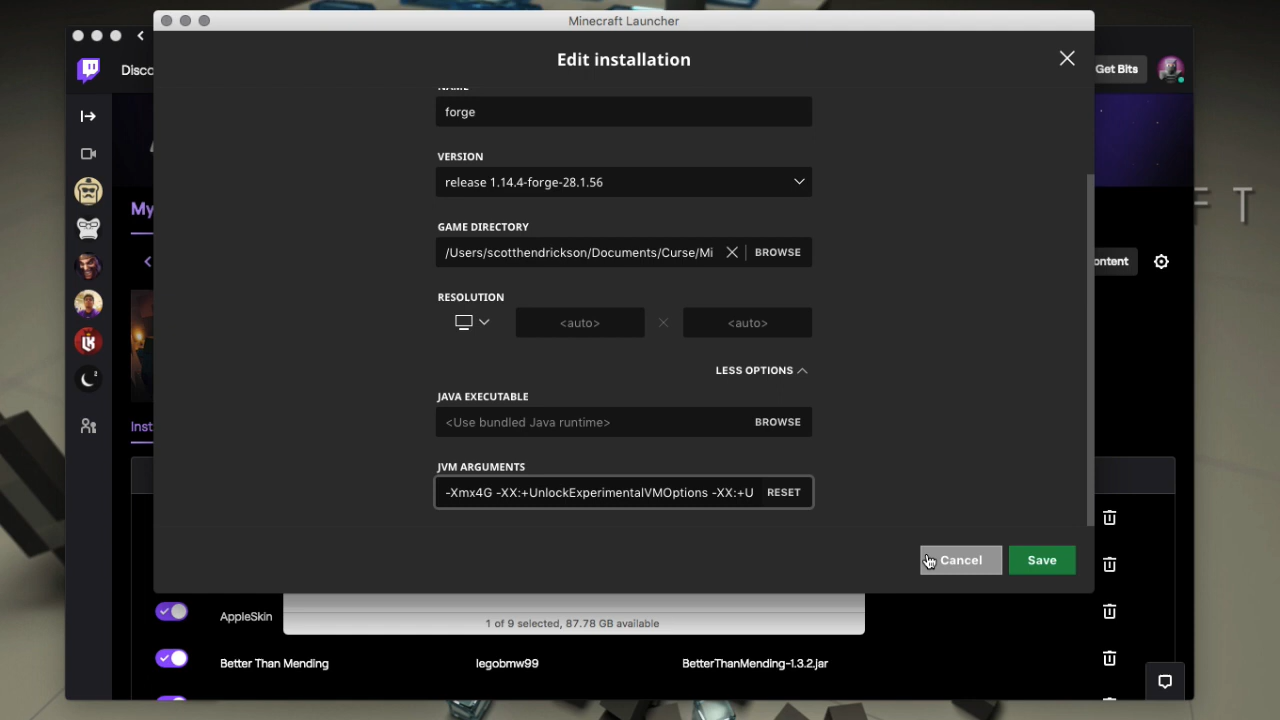 Minecraft Launcher
Edit installation
Get Bits
Disco
NAME
forge
VERSION
release 1.14.4-forge-28.1.56
My
GAME DIRECTORY
/Users/scotthendrickson/Documents/Curse/Mi
BROWSE
ontent
RESOLUTION
<auto>
<auto>
LESS OPTIONS
JAVA EXECUTABLE
<Use bundled Java runtime>
BROWSE
Inst
JVM ARGUMENTS
-Xmx4G -XX:+UnlockExperimentalVMOptions -XX:+U
RESET
Cancel
Save
AppleSkin
1 of 9 selected, 87.78 GB available
Better Than Mending
legobmw99
BetterThanMending-1.3.2.jar
F T